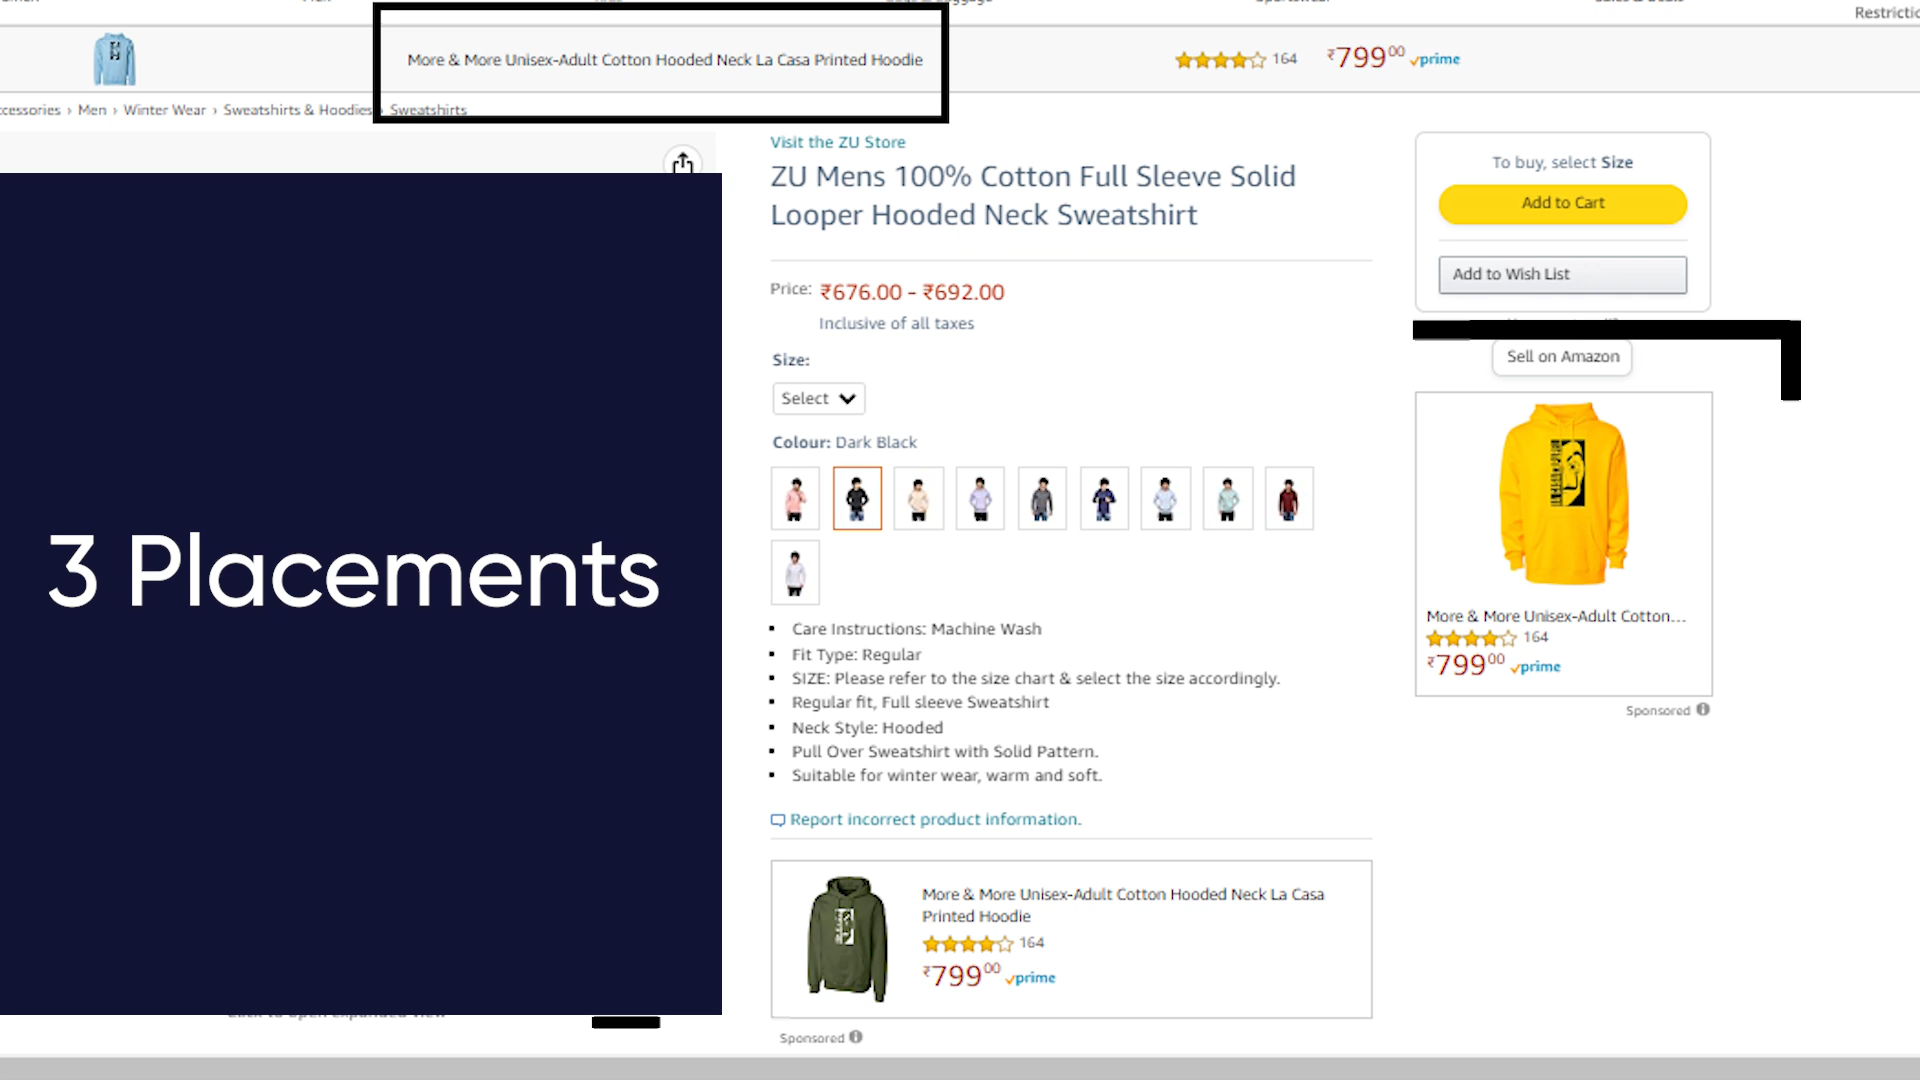 Restrictio
More & More Unisex-Adult Cotton Hooded Neck La Casa Printed Hoodie
164
₹799⁰⁰ prime
ccessories › Men › Winter Wear › Sweatshirts & Hoodies › Sweatshirts
Visit the ZU Store
ZU Mens 100% Cotton Full Sleeve Solid
Looper Hooded Neck Sweatshirt
Price: ₹676.00 - ₹692.00
Inclusive of all taxes
Size:
Select
Colour: Dark Black
Care Instructions: Machine Wash
Fit Type: Regular
SIZE: Please refer to the size chart & select the size accordingly.
Regular fit, Full sleeve Sweatshirt
Neck Style: Hooded
Pull Over Sweatshirt with Solid Pattern.
Suitable for winter wear, warm and soft.
Report incorrect product information.
More & More Unisex-Adult Cotton Hooded Neck La Casa
Printed Hoodie
164
₹799⁰⁰ prime
Sponsored
To buy, select Size
Add to Cart
Add to Wish List
Sell on Amazon
More & More Unisex-Adult Cotton...
164
₹799⁰⁰ prime
Sponsored
3 Placements